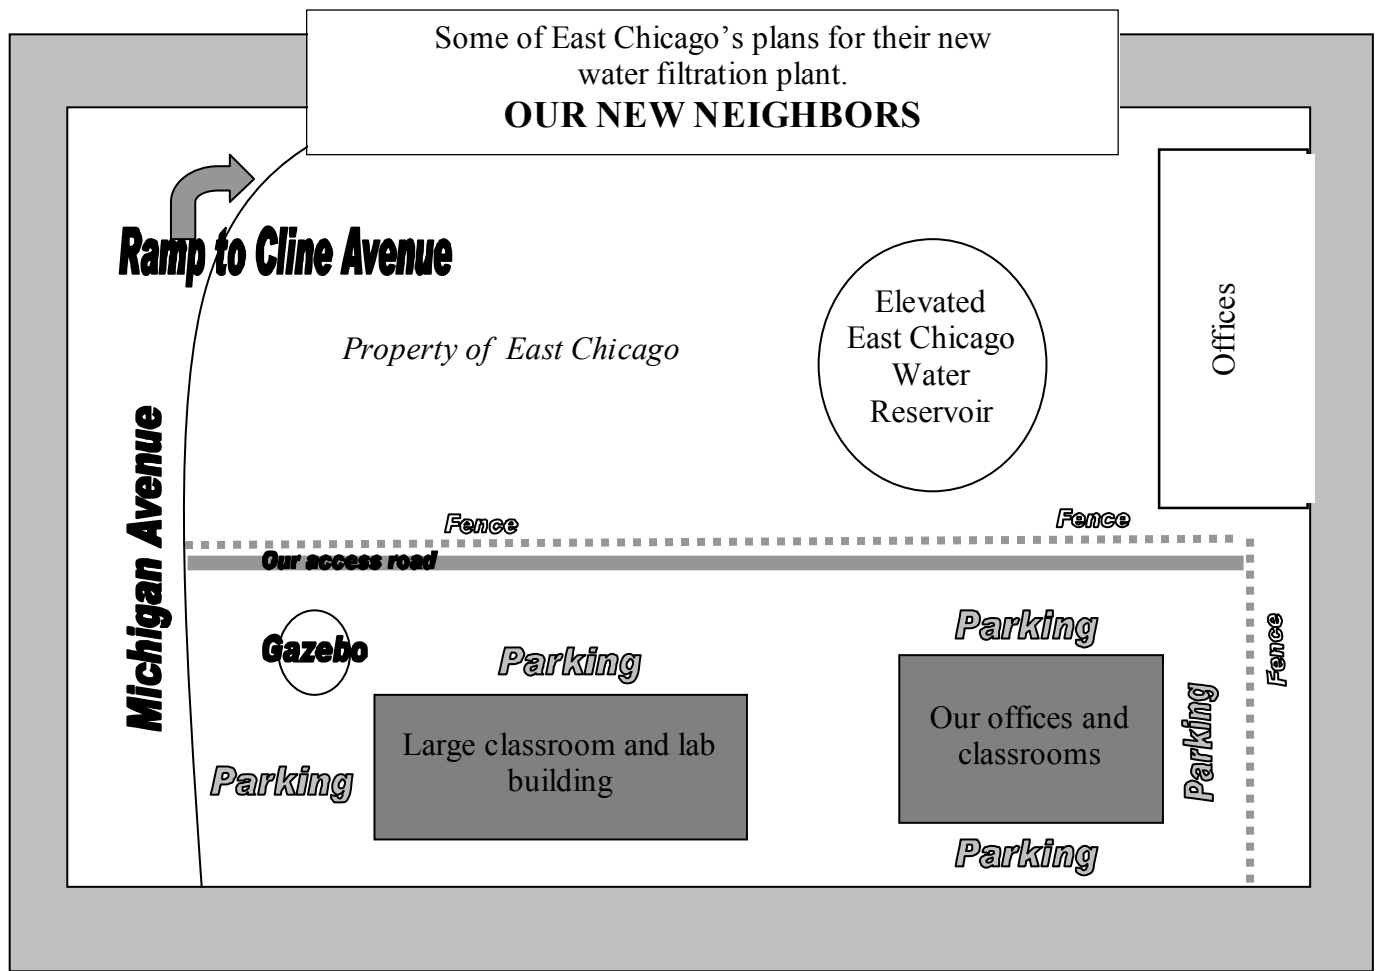 Some of East Chicago’s plans for their new
water filtration plant.
OUR NEW NEIGHBORS
Ramp to Cline Avenue
Property of East Chicago
Elevated
East Chicago
Water
Reservoir
Offices
Michigan Avenue
Fence
Fence
Our access road
Gazebo
Parking
Parking
Fence
Large classroom and lab
building
Our offices and
classrooms
Parking
Parking
Parking